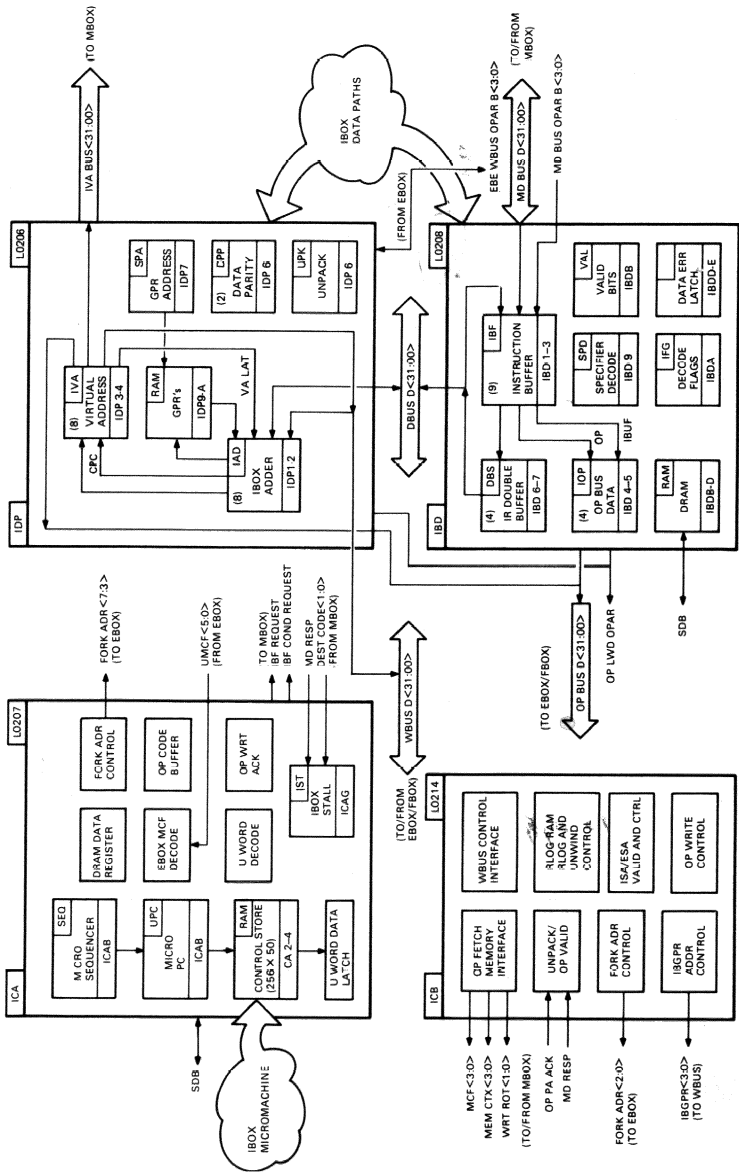 ICA
L0207
SEQ
M CRO
SEQUENCER
ICAB
UPC
MICRO
PC
ICAB
RAM
CONTROL STORE
(256 X 50)
CA 2-4
U WORD DATA
LATCH
DRAM DATA
REGISTER
EBOX MCF
DECODE
U WORD
DECODE
FORK ADR
CONTROL
OP CODE
BUFFER
OP WRT
ACK
IST
IBOX
STALL
ICAG
SDB
IBOX
MICROMACHINE
FORK ADR<7:3>
(TO EBOX)
UMCF<5:0>
(FROM EBOX)
TO MBOX)
IBF REQUEST
IBF COND REQUEST
MD RESP
DEST CODE<1:0>
FROM MBOX)
IDP
L0206
(8)
IVA
VIRTUAL
ADDRESS
IDP 3-4
CPC
RAM
GPR's
IDP9-A
VA LAT
(8)
IAD
IBOX
ADDER
IDP1 2
SPA
GPR
ADDRESS
IDP7
(2)
CPP
DATA
PARITY
IDP 6
UPK
UNPACK
IDP 6
IVA BUS<31:00>
(TO MBOX)
IBOX
DATA PATHS
(FROM EBOX)
EBE WBUS OPAR B<3:0>
(TO/FROM
MBOX)
MD BUS D<31:00>
MD BUS OPAR B<3:0>
DBUS D<31:00>
WBUS D<31:00>
(TO/FROM
EBOX/FBOX)
ICB
L0214
OP FETCH
MEMORY
INTERFACE
UNPACK/
OP VALID
FORK ADR
CONTROL
IBGPR
ADDR
CONTROL
WBUS CONTROL
INTERFACE
RLOG RAM
RLOG AND
UNWIND
CONTROL
ISA/ESA
VALID AND CTRL
OP WRITE
CONTROL
MCF<3:0>
MEM CTX<3:0>
WRT ROT<1:0>
(TO/FROM MBOX)
OP PA ACK
MD RESP
FORK ADR<2:0>
(TO EBOX)
IBGPR<3:0>
(TO WBUS)
IBD
L0208
(4)
DBS
IR DOUBLE
BUFFER
IBD 6-7
(4)
IOP
OP BUS
DATA
IBD 4-5
RAM
DRAM
IBDB-D
(9)
IBF
INSTRUCTION
BUFFER
IBD 1-3
OP
IBUF
SPD
SPECIFIER
DECODE
IBD 9
IFG
DECODE
FLAGS
IBDA
VAL
VALID
BITS
IBDB
DATA ERR
LATCH
IBDD-E
(TO EBOX/FBOX)
OP BUS D<31:00>
OP LWD OPAR
SDB